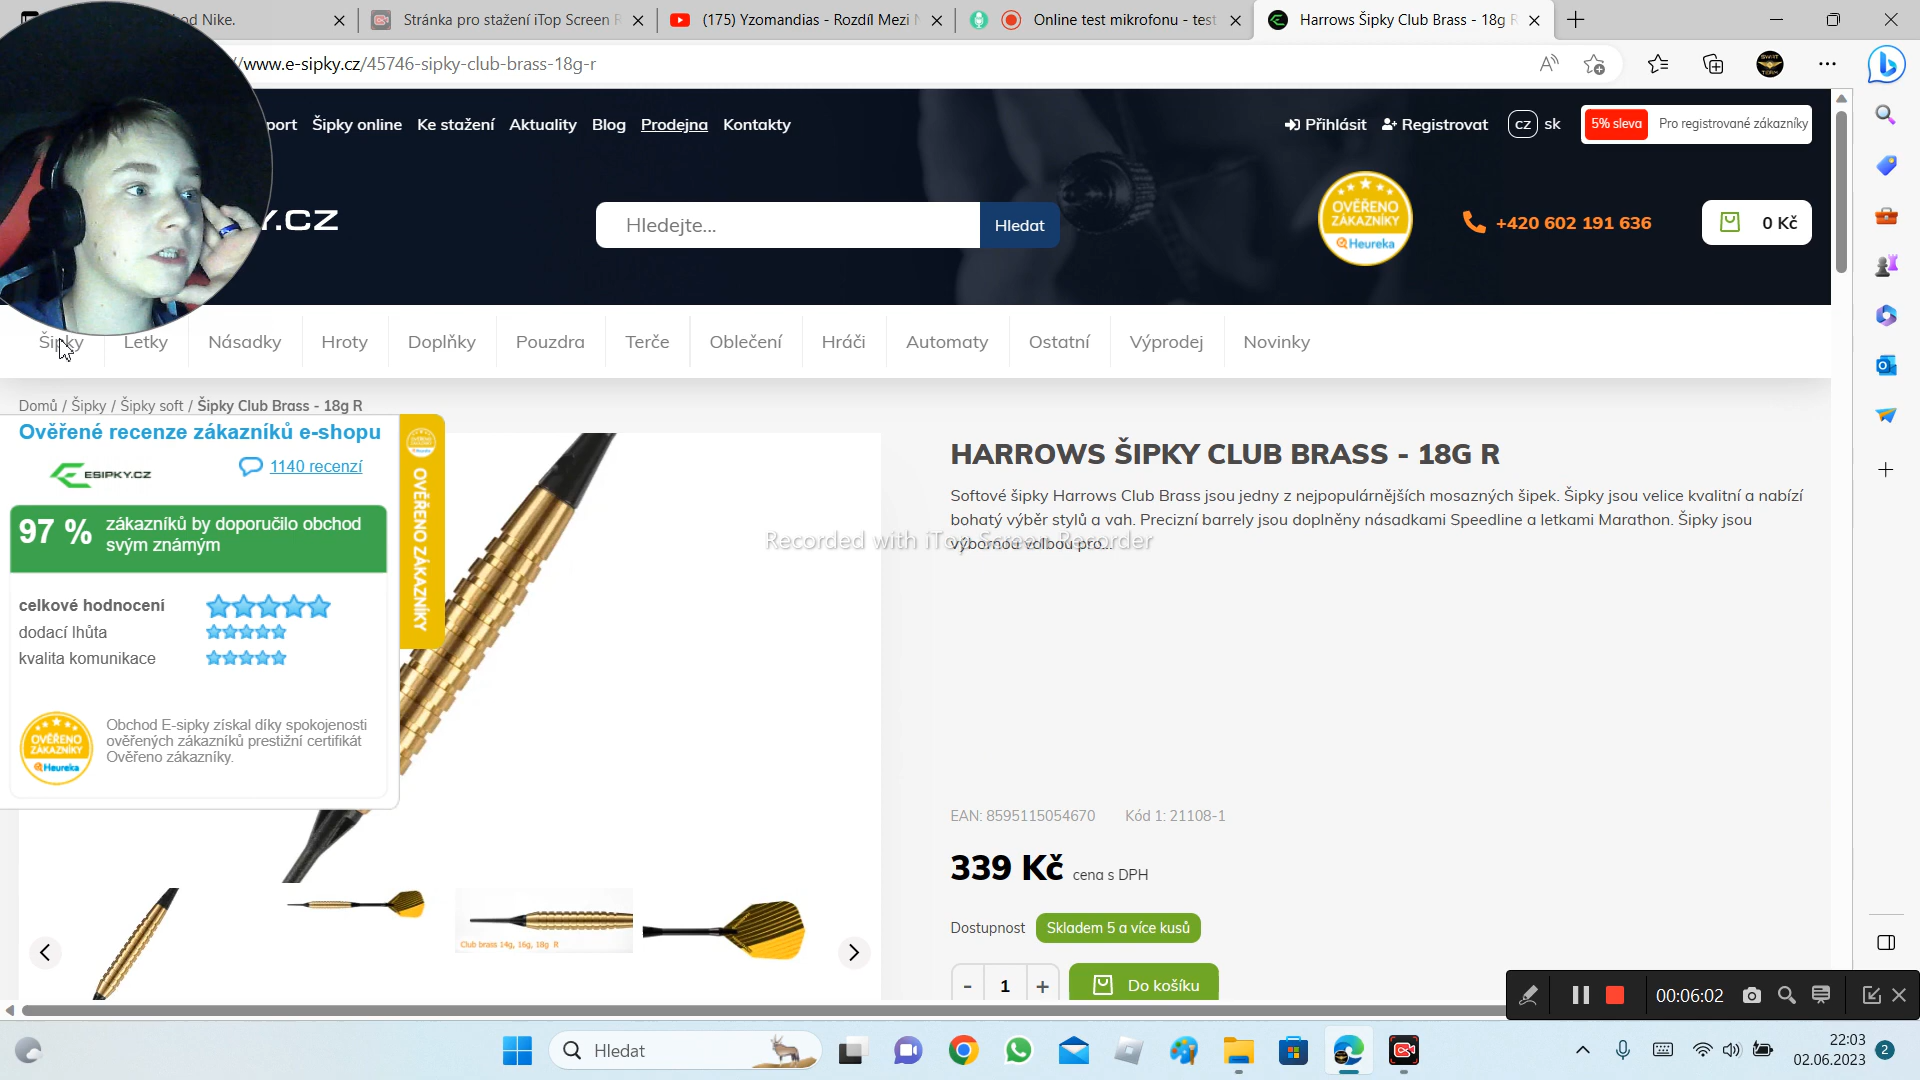 od Nike.
Stránka pro stažení iTop Screen R
(175) Yzomandias - Rozdíl Mezi
Online test mikrofonu - test
Harrows Šipky Club Brass - 18g R
/www.e-sipky.cz/45746-sipky-club-brass-18g-r
port Šipky online Ke stažení Aktuality Blog Prodejna Kontakty
Přihlásit Registrovat cz sk 5% sleva Pro registrované zákazníky
Y.CZ
Hledejte...
Hledat
OVĚŘENO
ZÁKAZNÍKY
Heureka
+420 602 191 636
0 Kč
Šipky Letky Násadky Hroty Doplňky Pouzdra Terče Oblečení Hráči Automaty Ostatní Výprodej Novinky
Domů / Šipky / Šipky soft / Šipky Club Brass - 18g R
Ověřené recenze zákazníků e-shopu
ESIPKY.CZ 1140 recenzí
97 % zákazníků by doporučilo obchod
svým známým
celkové hodnocení
dodací lhůta
kvalita komunikace
OVĚŘENO
ZÁKAZNÍKY
Heureka
Obchod E-sipky získal díky spokojenosti
ověřených zákazníků prestižní certifikát
Ověřeno zákazníky.
OVĚŘENO ZÁKAZNÍKY
Club brass 14g, 16g, 18g R
HARROWS ŠIPKY CLUB BRASS - 18G R
Softové šipky Harrows Club Brass jsou jedny z nejpopulárnějších mosazných šipek. Šipky jsou velice kvalitní a nabízí
bohatý výběr stylů a vah. Precizní barrely jsou doplněny násadkami Speedline a letkami Marathon. Šipky jsou
výbornou volbou pro...
Recorded with iTop Screen Recorder
EAN: 8595115054670 Kód 1: 21108-1
339 Kč cena s DPH
Dostupnost Skladem 5 a více kusů
- 1 + Do košíku
00:06:02
Hledat
22:03
02.06.2023
2